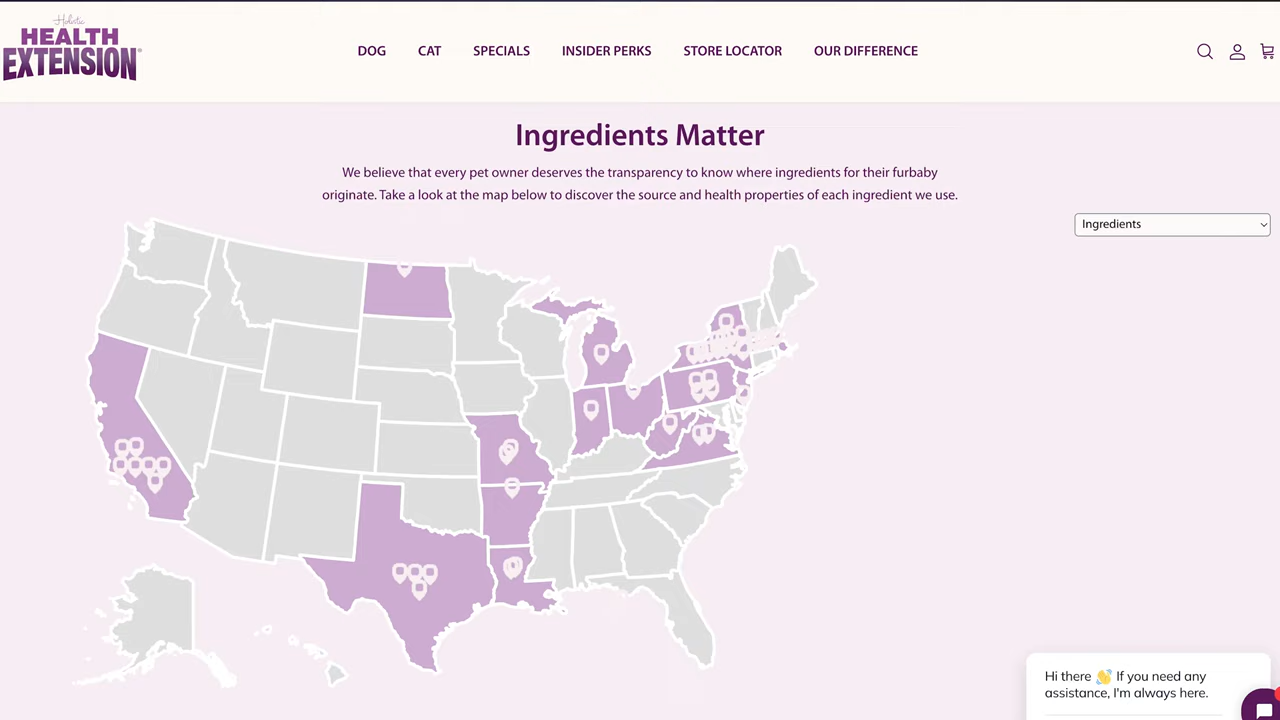 Holistic
HEALTH
EXTENSION®
DOG
CAT
SPECIALS
INSIDER PERKS
STORE LOCATOR
OUR DIFFERENCE
Ingredients Matter
We believe that every pet owner deserves the transparency to know where ingredients for their furbaby
originate. Take a look at the map below to discover the source and health properties of each ingredient we use.
Ingredients
Hi there 👋 If you need any
assistance, I'm always here.